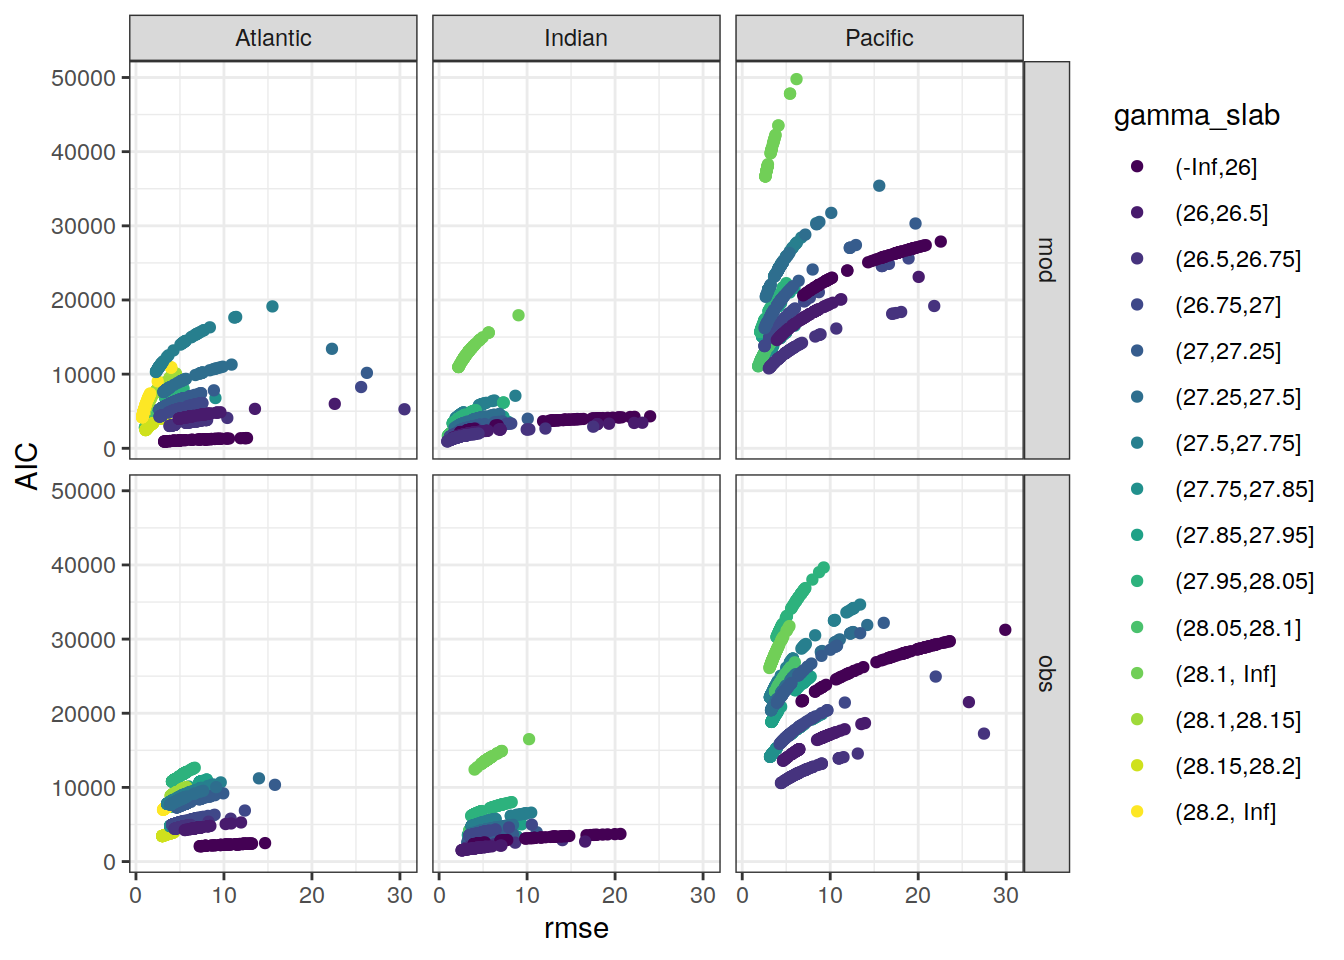 Atlantic Indian Pacific
50000
40000
30000
20000
10000
0
mod
50000
40000
30000
20000
10000
0
obs
AIC
0 10 20 30 0 10 20 30 0 10 20 30
rmse
gamma_slab
(-Inf,26]
(26,26.5]
(26.5,26.75]
(26.75,27]
(27,27.25]
(27.25,27.5]
(27.5,27.75]
(27.75,27.85]
(27.85,27.95]
(27.95,28.05]
(28.05,28.1]
(28.1, Inf]
(28.1,28.15]
(28.15,28.2]
(28.2, Inf]